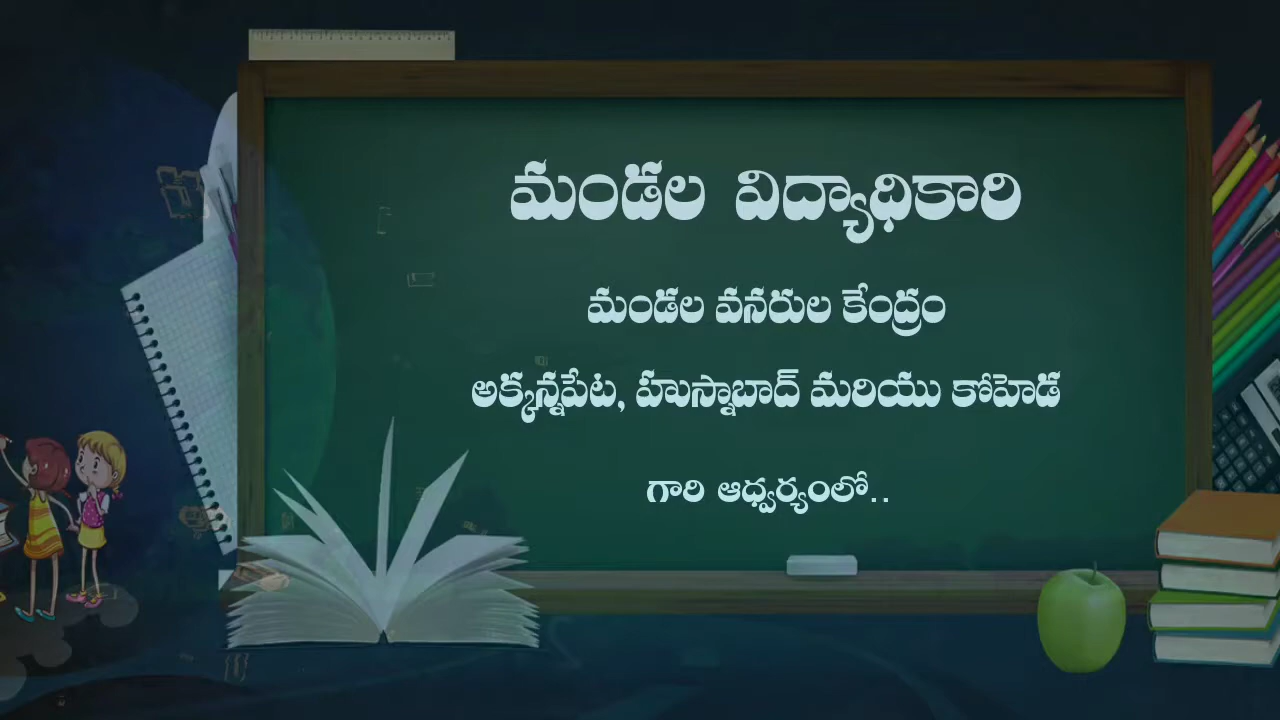 మండల విద్యాధికారి
మండల వనరుల కేంద్రం
అక్కన్నపేట, హుస్నాబాద్ మరియు కోహెడ
గారి ఆధ్వర్యంలో..